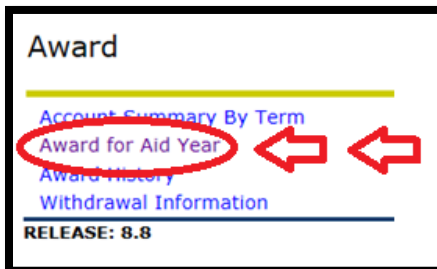 Award
Account Summary By Term
Award for Aid Year
Award History
Withdrawal Information
RELEASE: 8.8